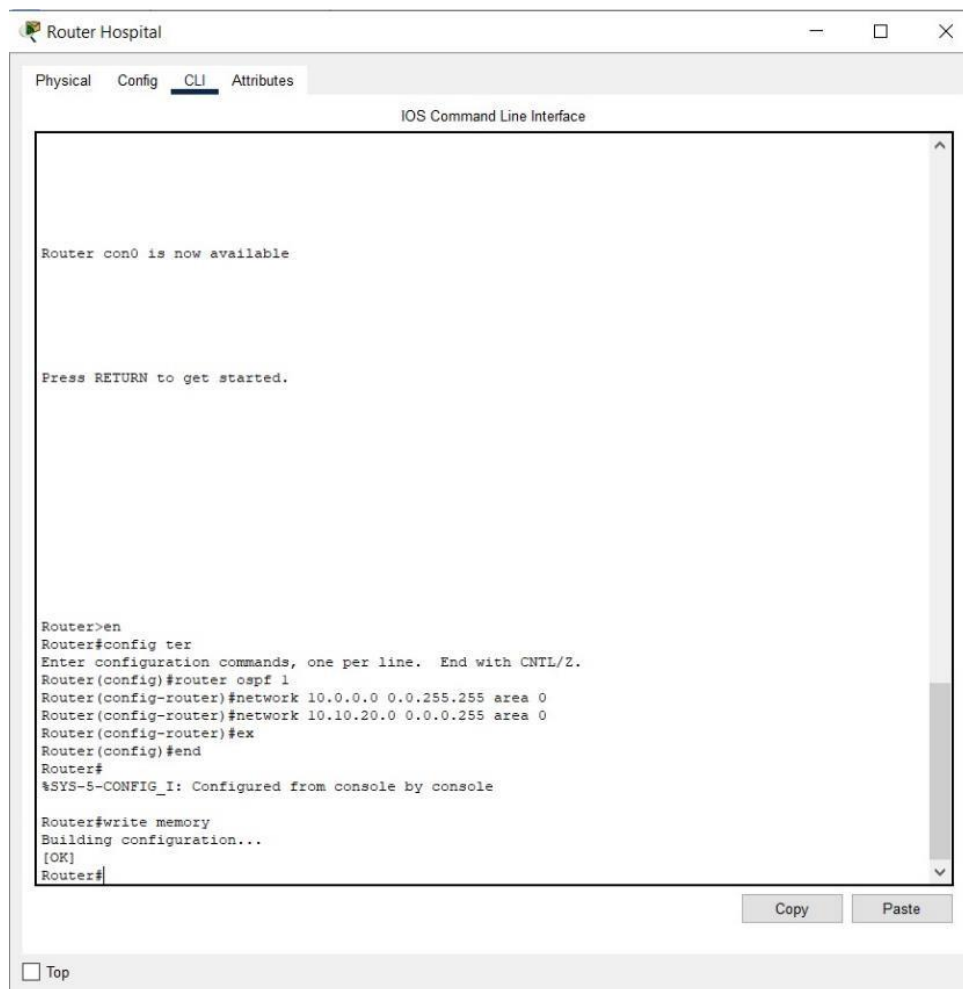 Router Hospital
Physical Config CLI Attributes
IOS Command Line Interface
Router con0 is now available
Press RETURN to get started.
Router>en
Router#config ter
Enter configuration commands, one per line.  End with CNTL/Z.
Router(config)#router ospf 1
Router(config-router)#network 10.0.0.0 0.0.255.255 area 0
Router(config-router)#network 10.10.20.0 0.0.0.255 area 0
Router(config-router)#ex
Router(config)#end
Router#
%SYS-5-CONFIG_I: Configured from console by console
Router#write memory
Building configuration...
[OK]
Router#
Copy Paste
Top